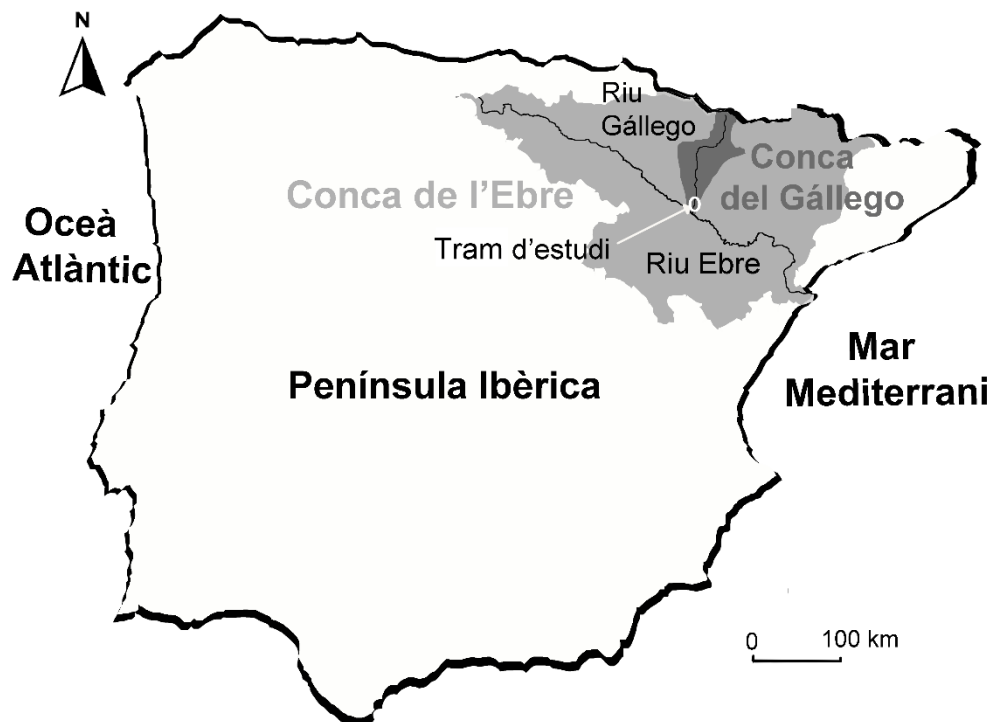 N
Riu
Gállego
Conca
del Gállego
Conca de l'Ebre
Oceà
Atlàntic
Tram d'estudi
Riu Ebre
Mar
Mediterrani
Península Ibèrica
0 100 km